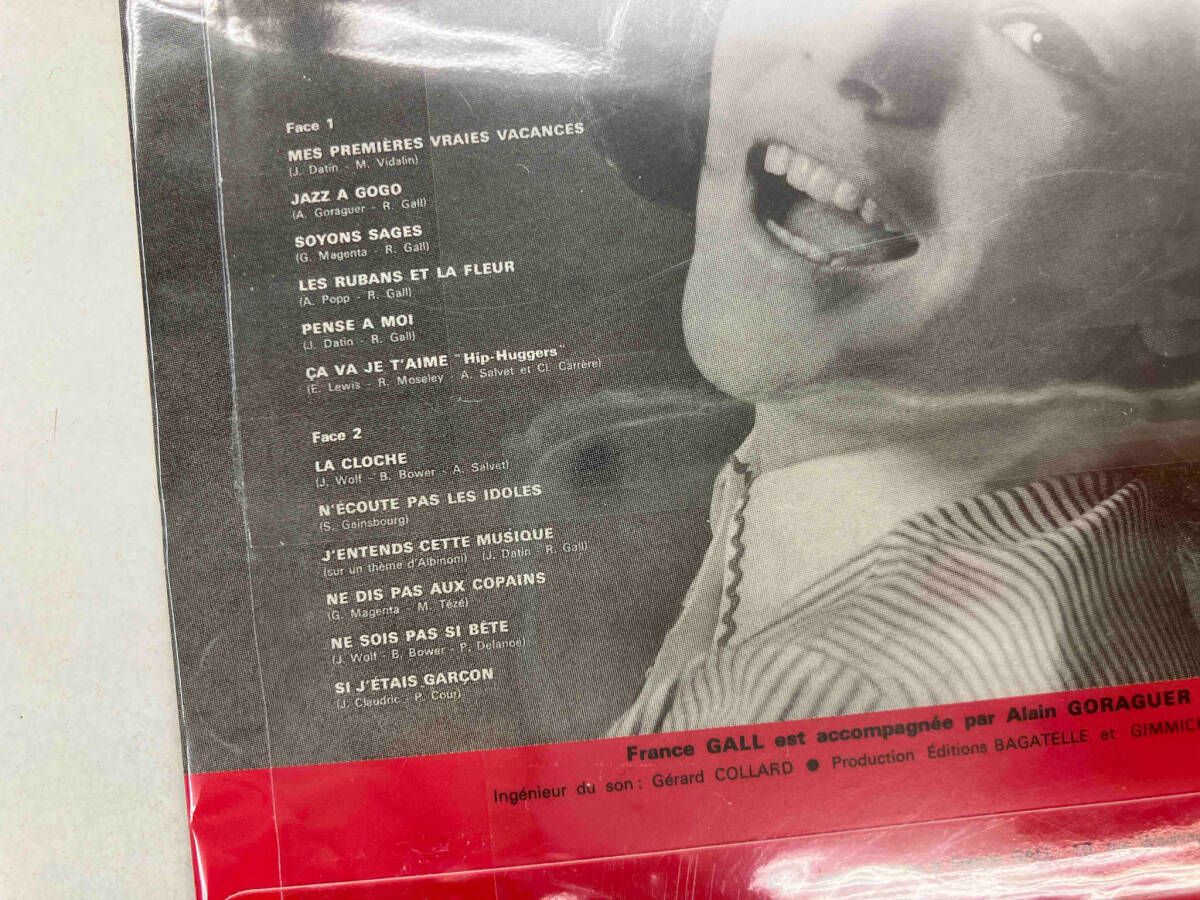 Face 1
MES PREMIÈRES VRAIES VACANCES
(J. Datin - M. Vidalin)
JAZZ A GOGO
(A. Goraguer - R. Gall)
SOYONS SAGES
(G. Magenta - R. Gall)
LES RUBANS ET LA FLEUR
(A. Popp - R. Gall)
PENSE A MOI
(J. Datin - R. Gall)
ÇA VA JE T'AIME "Hip-Huggers"
(E. Lewis - R. Moseley - A. Salvet et Cl. Carrère)
Face 2
LA CLOCHE
(J. Wolf - B. Bower - A. Salvet)
N'ÉCOUTE PAS LES IDOLES
(S. Gainsbourg)
J'ENTENDS CETTE MUSIQUE
(sur un thème d'Albinoni) (J. Datin - R. Gall)
NE DIS PAS AUX COPAINS
(G. Magenta - M. Tézé)
NE SOIS PAS SI BÊTE
(J. Wolf - B. Bower - P. Delanoe)
SI J'ÉTAIS GARÇON
(J. Claudric - P. Cour)
France GALL est accompagnée par Alain GORAGUER
Ingénieur du son : Gérard COLLARD ● Production Éditions BAGATELLE et GIMMICK